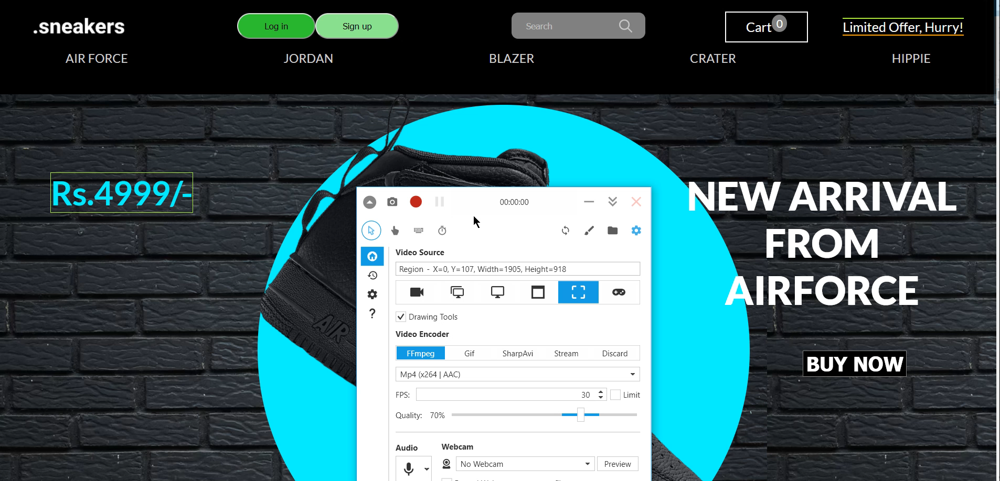 .sneakers
Log in
Sign up
Search
Cart 0
Limited Offer, Hurry!
AIR FORCE
JORDAN
BLAZER
CRATER
HIPPIE
Rs.4999/-
NEW ARRIVAL
FROM
AIRFORCE
BUY NOW
AIR
00:00:00
Video Source
Region - X=0, Y=107, Width=1905, Height=918
Drawing Tools
Video Encoder
FFmpeg
Gif
SharpAvi
Stream
Discard
Mp4 (x264 | AAC)
FPS:
30
Limit
Quality:
70%
Audio
Webcam
No Webcam
Preview